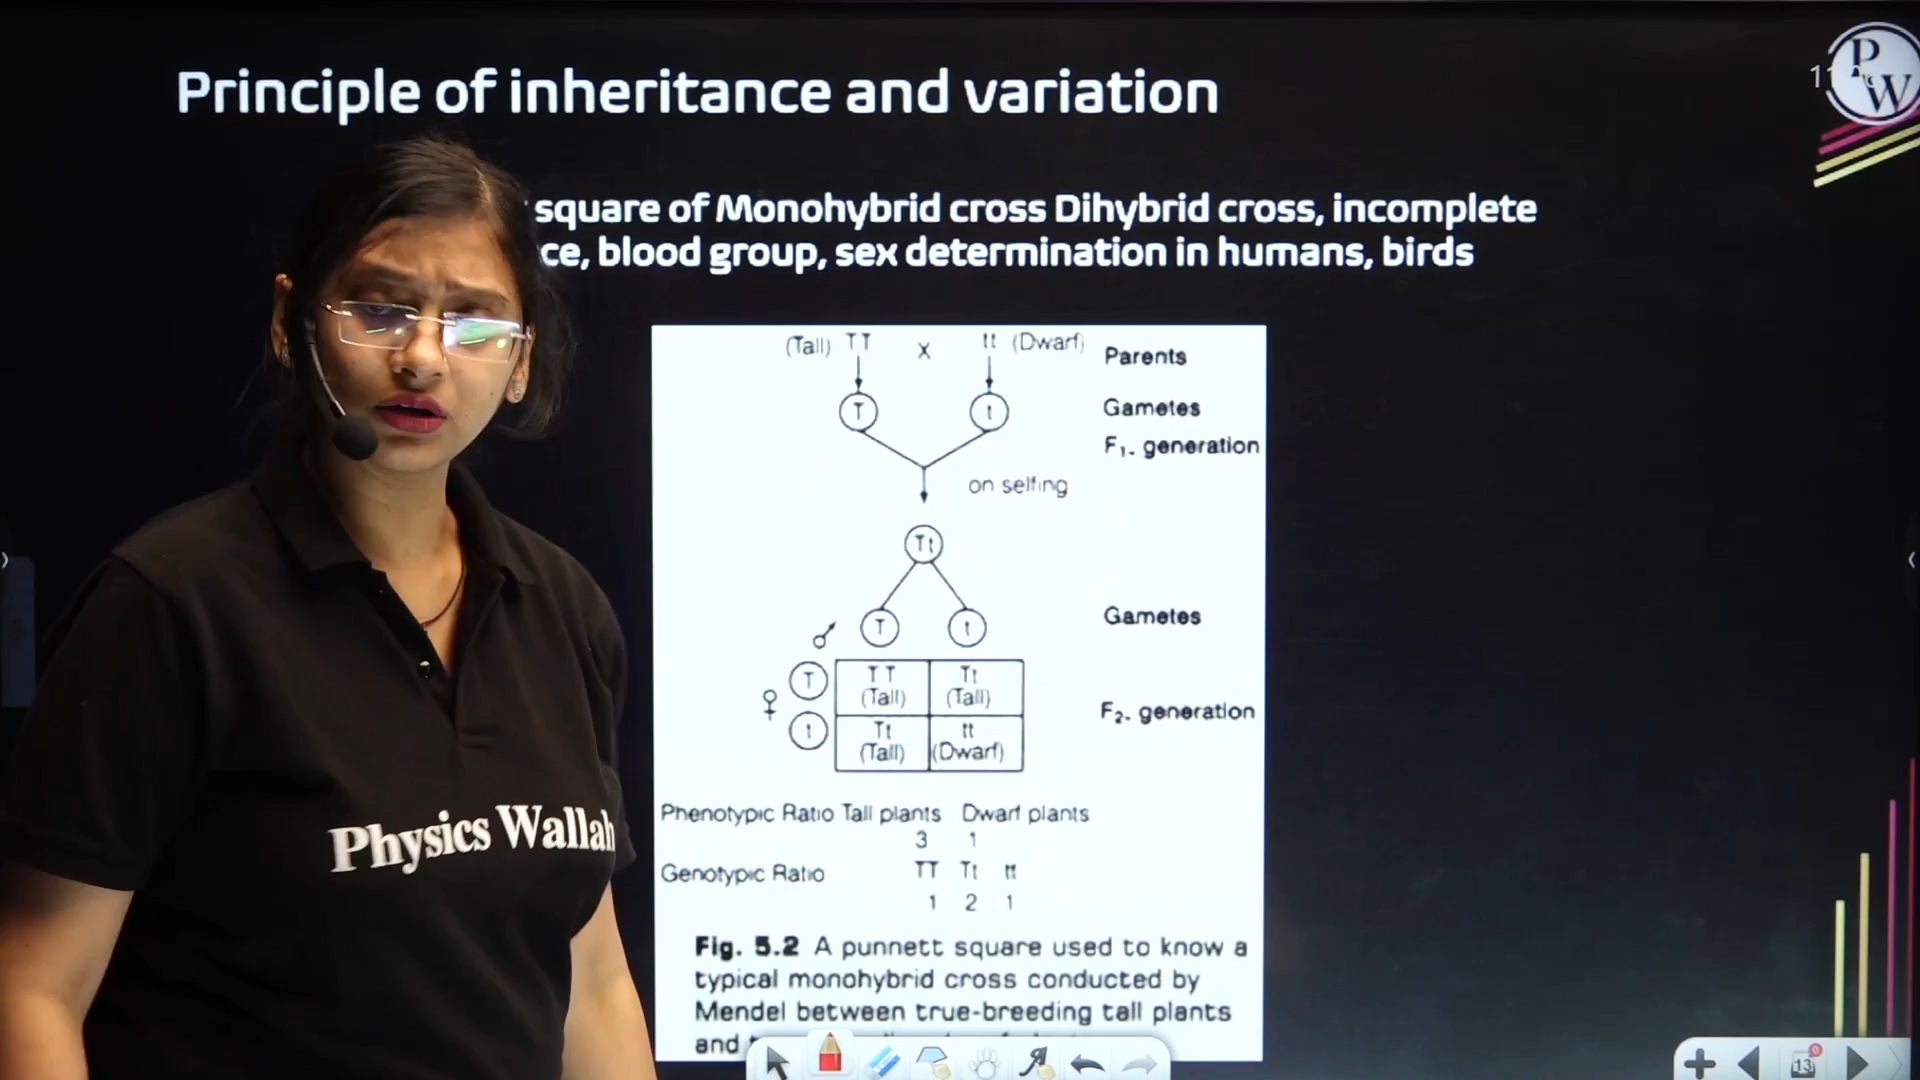 Principle of inheritance and variation
P
W
square of Monohybrid cross Dihybrid cross, incomplete
ce, blood group, sex determination in humans, birds
(Tall) TT x tt (Dwarf) Parents
T t Gametes
F1. generation
on selfing
Tt
T t Gametes
T TT Tt
(Tall) (Tall)
F2. generation
t Tt tt
(Tall) (Dwarf)
Phenotypic Ratio Tall plants Dwarf plants
3 1
Genotypic Ratio TT Tt tt
1 2 1
Physics Wallah
Fig. 5.2 A punnett square used to know a
typical monohybrid cross conducted by
Mendel between true-breeding tall plants
and
13
0